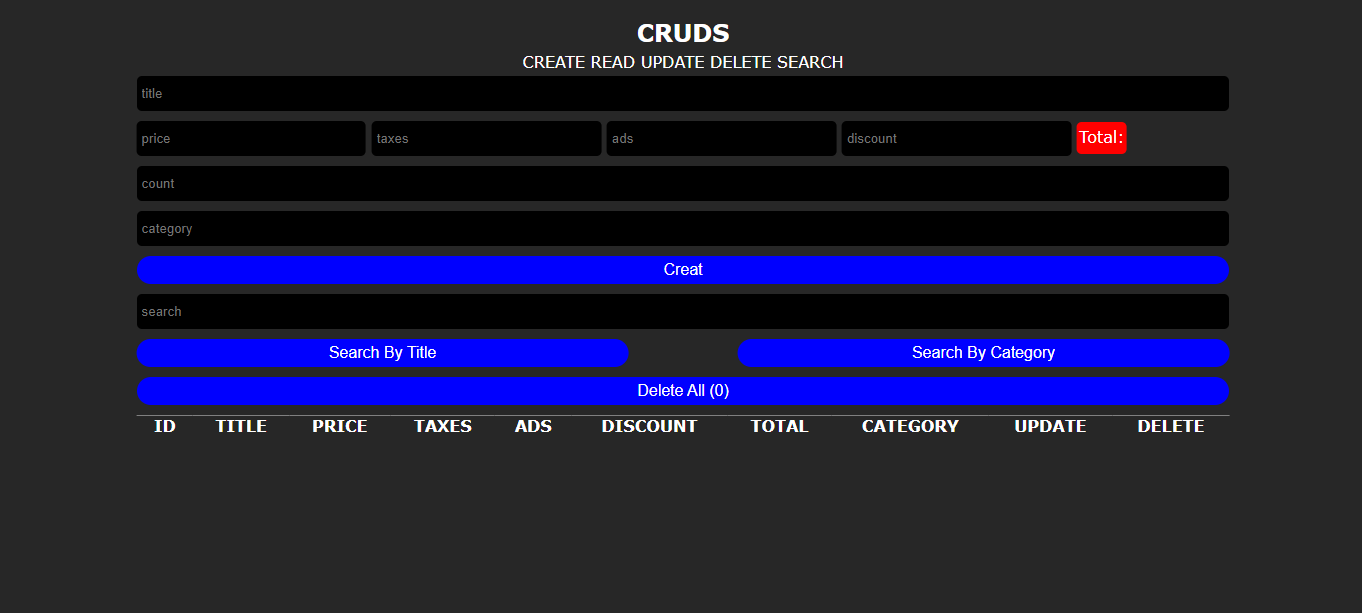 CRUDS
CREATE READ UPDATE DELETE SEARCH
title
price taxes ads discount Total:
count
category
Creat
search
Search By Title Search By Category
Delete All (0)
ID TITLE PRICE TAXES ADS DISCOUNT TOTAL CATEGORY UPDATE DELETE